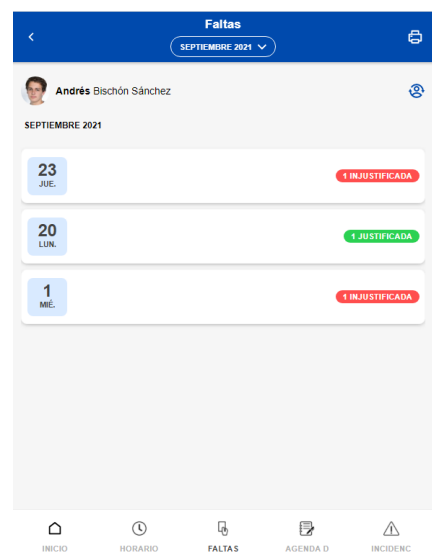 Faltas
SEPTIEMBRE 2021
Andrés Bischón Sánchez
SEPTIEMBRE 2021
23
JUE.
1 INJUSTIFICADA
20
LUN.
1 JUSTIFICADA
1
MIÉ.
1 INJUSTIFICADA
INICIO
HORARIO
FALTAS
AGENDA D
INCIDENC